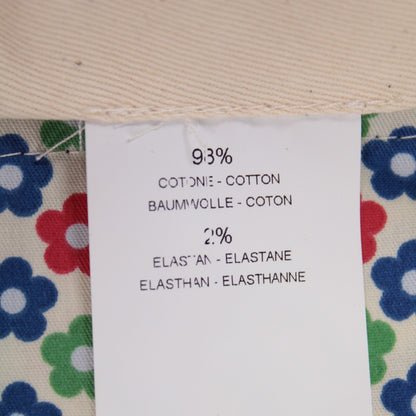 98%
COTONE - COTTON
BAUMWOLLE - COTON
2%
ELASTAN - ELASTANE
ELASTHAN - ELASTHANNE